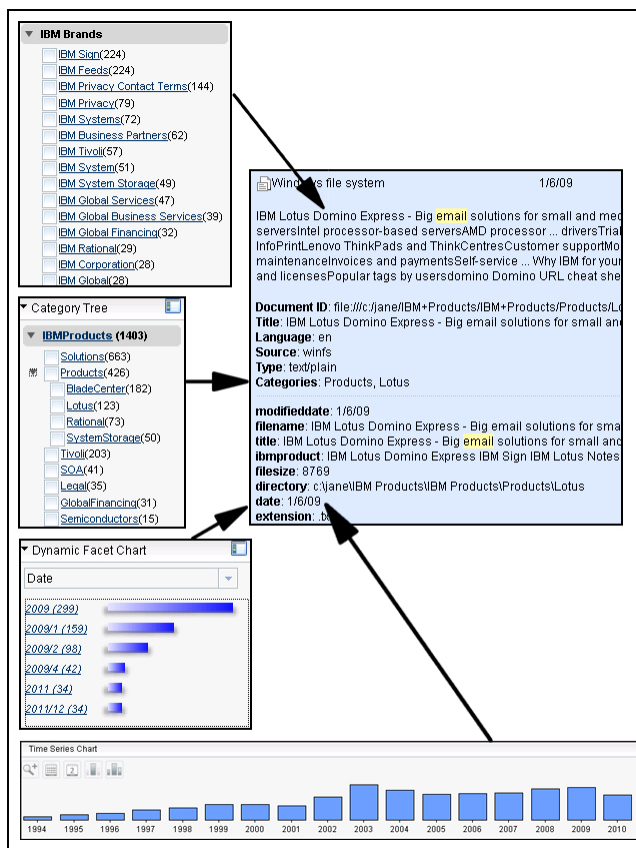 IBM Brands
IBM Sign(224)
IBM Feeds(224)
IBM Privacy Contact Terms(144)
IBM Privacy(79)
IBM Systems(72)
IBM Business Partners(62)
IBM Tivoli(57)
IBM System(51)
IBM System Storage(49)
IBM Global Services(47)
IBM Global Business Services(39)
IBM Global Financing(32)
IBM Rational(29)
IBM Corporation(28)
IBM Global(28)
Category Tree
IBMProducts (1403)
Solutions(663)
Products(426)
BladeCenter(182)
Lotus(123)
Rational(73)
SystemStorage(50)
Tivoli(203)
SOA(41)
Legal(35)
GlobalFinancing(31)
Semiconductors(15)
Dynamic Facet Chart
Date
2009 (299)
2009/1 (159)
2009/2 (98)
2009/4 (42)
2011 (34)
2011/12 (34)
Windows file system 1/6/09
IBM Lotus Domino Express - Big email solutions for small and med
serversIntel processor-based serversAMD processor ... driversTrial
InfoPrintLenovo ThinkPads and ThinkCentresCustomer supportMo
maintenanceInvoices and paymentsSelf-service ... Why IBM for your
and licensesPopular tags by usersdomino Domino URL cheat she
Document ID: file:///c:/jane/IBM+Products/IBM+Products/Products/Lo
Title: IBM Lotus Domino Express - Big email solutions for small an
Language: en
Source: winfs
Type: text/plain
Categories: Products, Lotus
modifieddate: 1/6/09
filename: IBM Lotus Domino Express - Big email solutions for sma
title: IBM Lotus Domino Express - Big email solutions for small and
ibmproduct: IBM Lotus Domino Express IBM Sign IBM Lotus Notes
filesize: 8769
directory: c:\jane\IBM Products\IBM Products\Products\Lotus
date: 1/6/09
extension:
Time Series Chart
1994 1995 1996 1997 1998 1999 2000 2001 2002 2003 2004 2005 2006 2007 2008 2009 2010